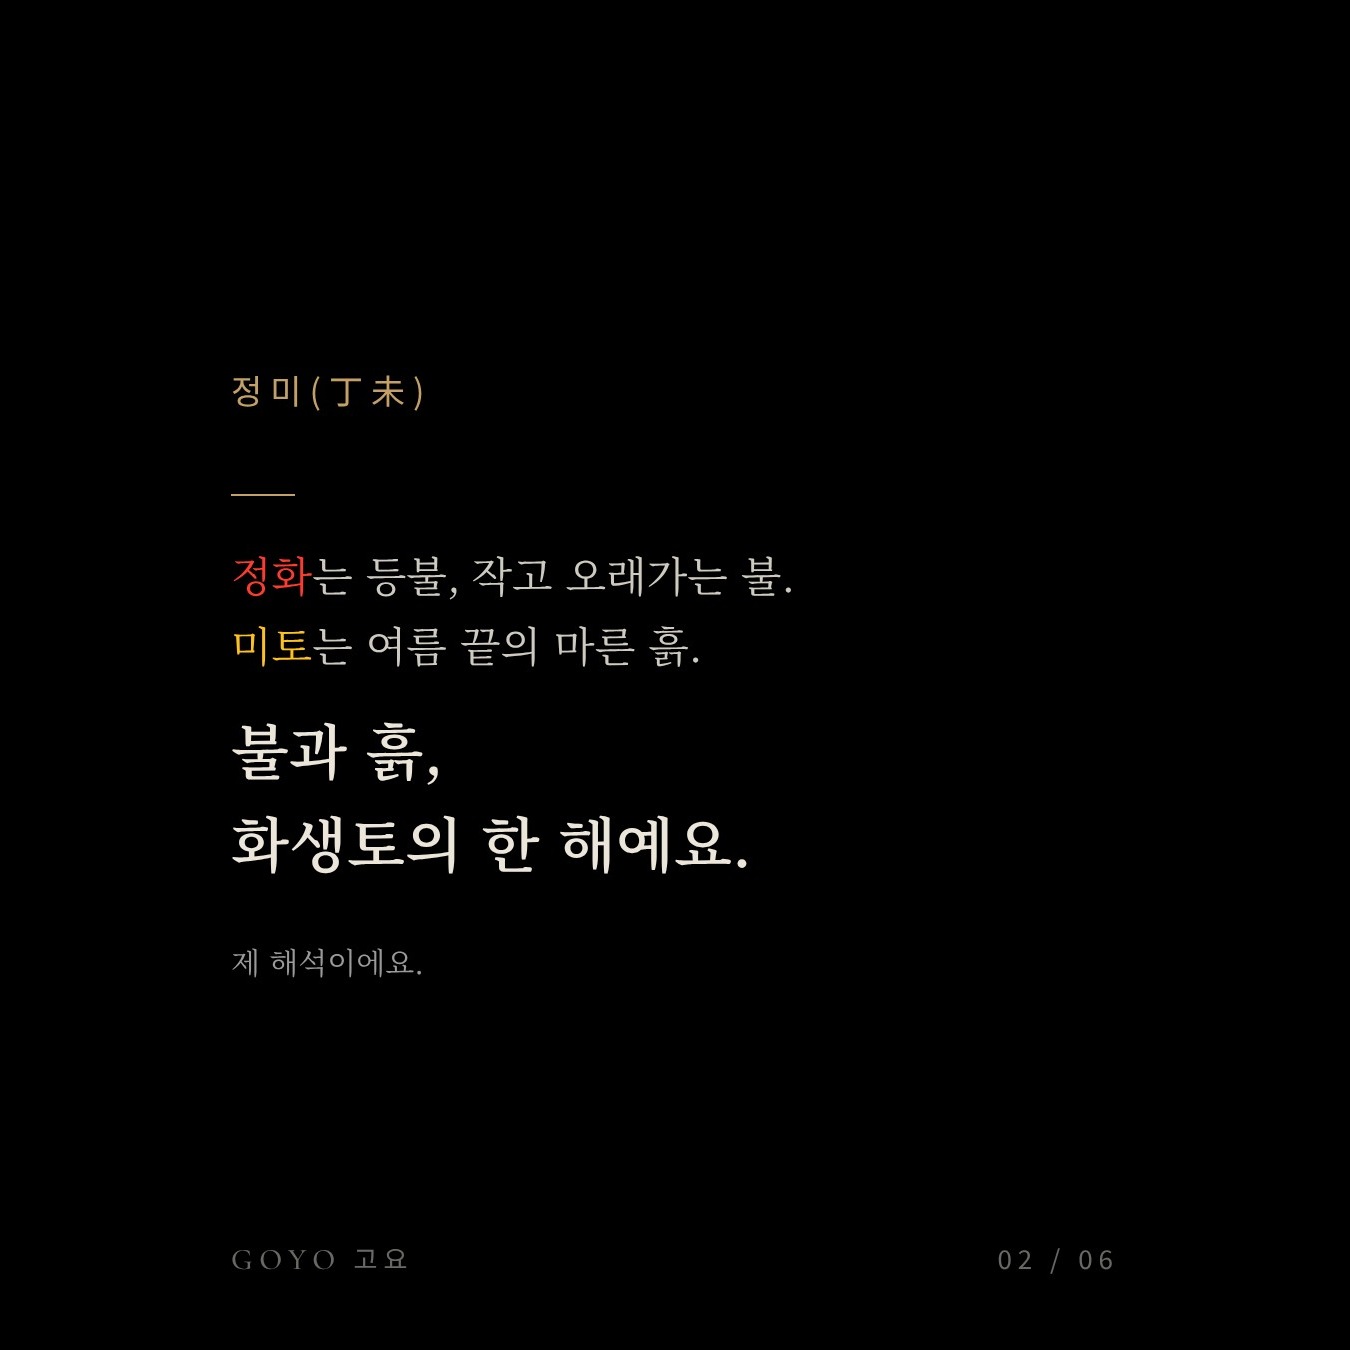 정미(丁未)
정화는 등불, 작고 오래가는 불.
미토는 여름 끝의 마른 흙.
불과 흙,
화생토의 한 해예요.
제 해석이에요.
GOYO 고요
02 / 06